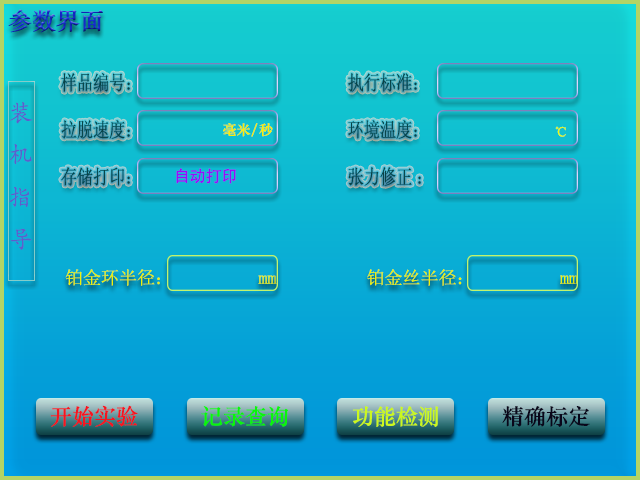 参数界面
样品编号：
执行标准：
拉脱速度： 毫米/秒
环境温度： ℃
存储打印： 自动打印
张力修正：
装机指导
铂金环半径： mm
铂金丝半径： mm
开始实验
记录查询
功能检测
精确标定